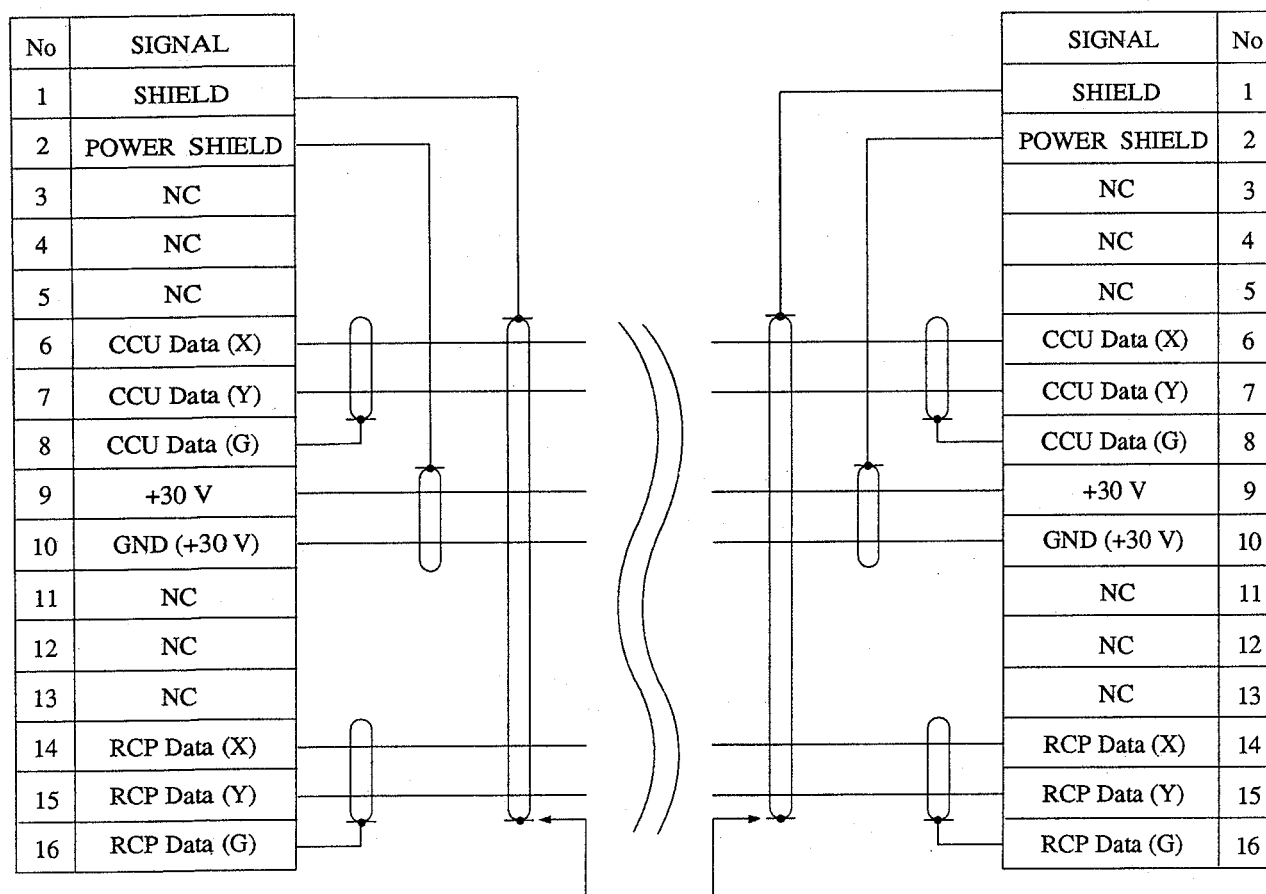 No SIGNAL
1 SHIELD
2 POWER SHIELD
3 NC
4 NC
5 NC
6 CCU Data (X)
7 CCU Data (Y)
8 CCU Data (G)
9 +30 V
10 GND (+30 V)
11 NC
12 NC
13 NC
14 RCP Data (X)
15 RCP Data (Y)
16 RCP Data (G)
SIGNAL No
SHIELD 1
POWER SHIELD 2
NC 3
NC 4
NC 5
CCU Data (X) 6
CCU Data (Y) 7
CCU Data (G) 8
+30 V 9
GND (+30 V) 10
NC 11
NC 12
NC 13
RCP Data (X) 14
RCP Data (Y) 15
RCP Data (G) 16